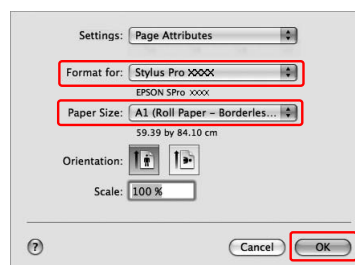 Settings: Page Attributes
Format for: Stylus Pro XXXX
EPSON SPro XXXX
Paper Size: A1 (Roll Paper – Borderles...
59.39 by 84.10 cm
Orientation:
Scale: 100 %
? Cancel OK